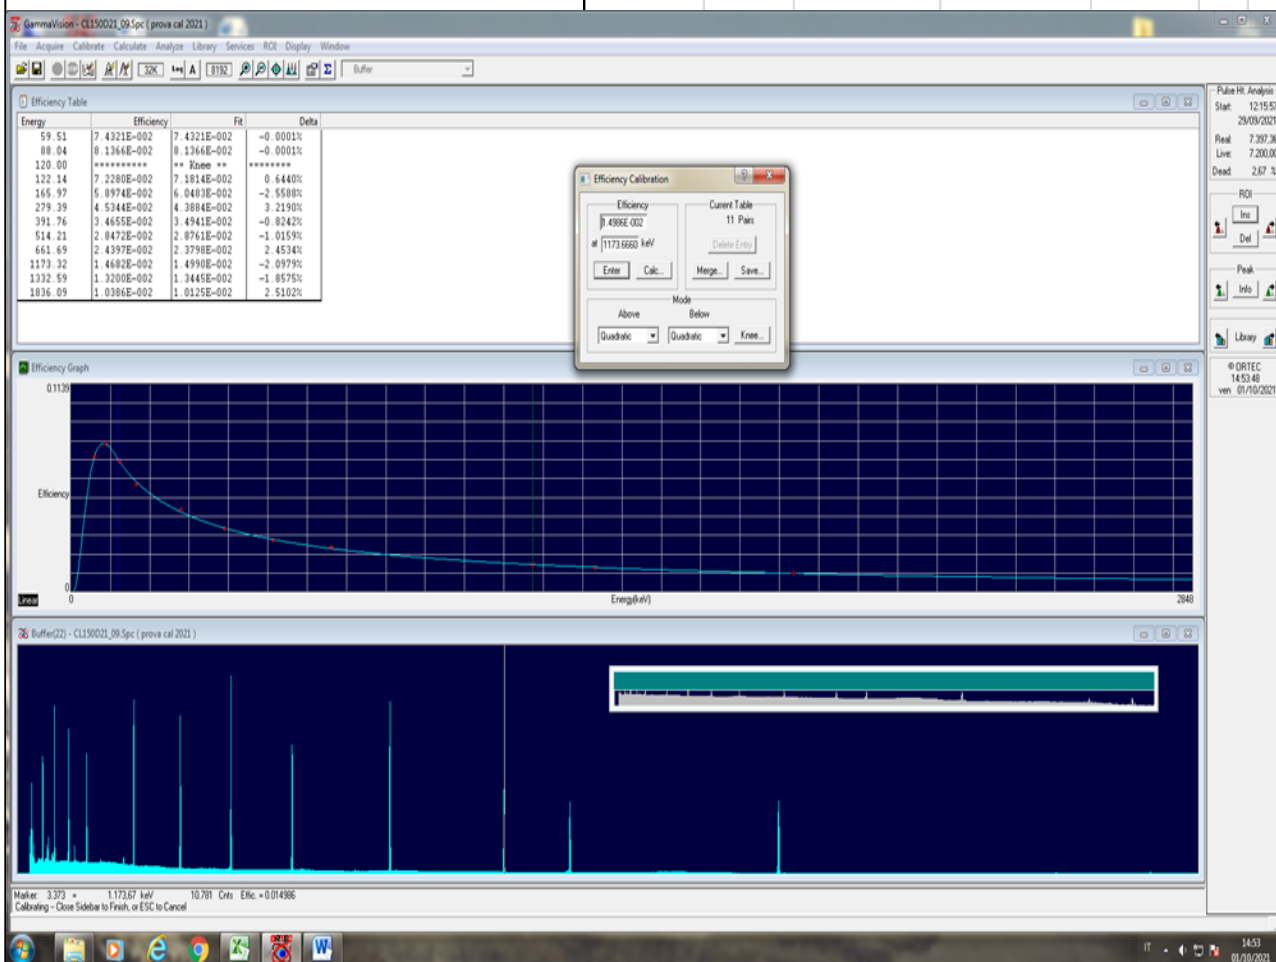 GammaVision - CL150D21_09.Spc ( prova cal 2021 )
File Acquire Calibrate Calculate Analyze Library Services ROI Display Window
32K Log A 8192 Σ Buffer
Efficiency Table
Energy Efficiency Fit Delta
59.51 7.4321E-002 7.4321E-002 -0.0001%
88.04 8.1366E-002 8.1366E-002 -0.0001%
120.00 ********** ** Knee ** ********
122.14 7.2280E-002 7.1814E-002 0.6440%
165.97 5.8974E-002 6.0483E-002 -2.5588%
279.39 4.5344E-002 4.3884E-002 3.2190%
391.76 3.4655E-002 3.4941E-002 -0.8242%
514.21 2.8472E-002 2.8761E-002 -1.0159%
661.69 2.4397E-002 2.3798E-002 2.4534%
1173.32 1.4682E-002 1.4990E-002 -2.0979%
1332.59 1.3200E-002 1.3445E-002 -1.8575%
1836.09 1.0386E-002 1.0125E-002 2.5102%
Efficiency Calibration
Efficiency
1.4986E-002
at 1173.6660 keV
Enter Calc...
Current Table
11 Pairs
Delete Entry
Merge... Save...
Mode
Above Below
Quadratic Quadratic Knee...
Pulse Ht. Analysis
Start: 12:15:57
29/09/2021
Real: 7.397,36
Live: 7.200,00
Dead: 2,67 %
ROI
Ins
Del
Peak
Info
Library
© ORTEC
14:53:48
ven 01/10/2021
Efficiency Graph
0.1139
Efficiency
0
Linear 0 Energy(keV) 2848
Buffer(22) - CL150D21_09.Spc ( prova cal 2021 )
Marker: 3.373 = 1.173,67 keV 10.781 Cnts Effic. = 0.014986
Calibrating - Close Sidebar to Finish, or ESC to Cancel
IT 14:53
01/10/2021